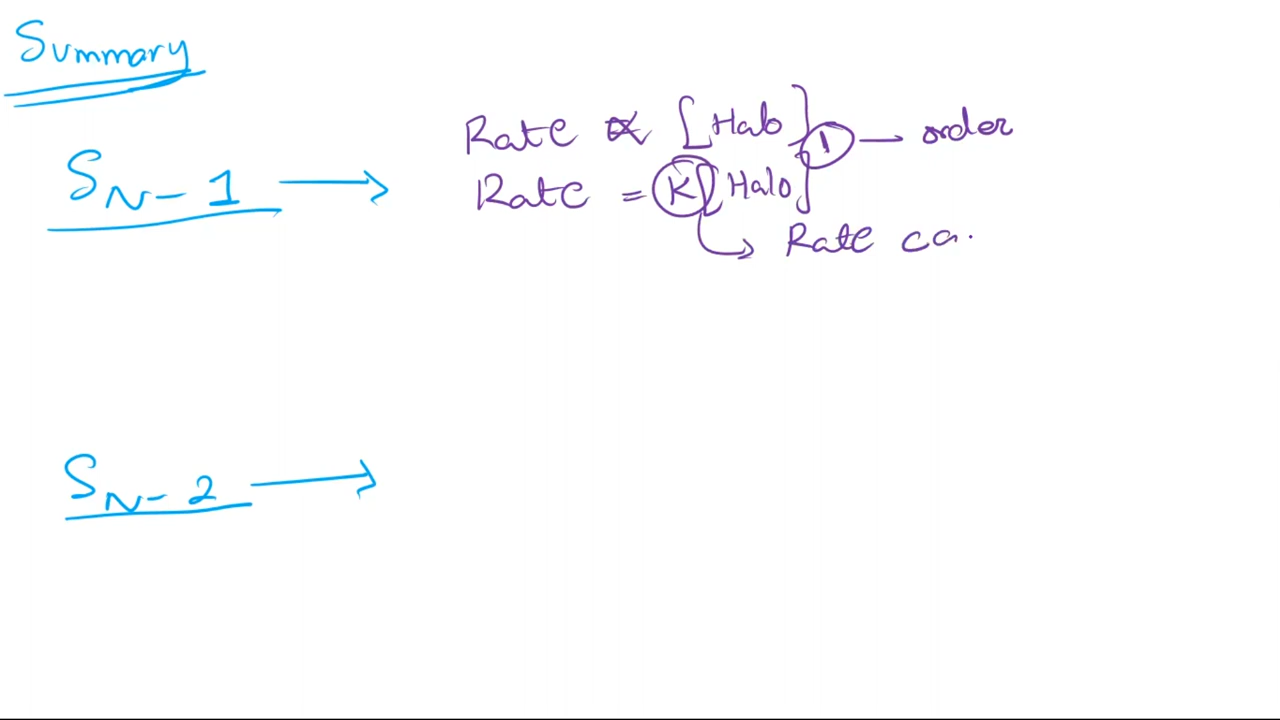 Summary
Rate ∝ [Halo]¹ → order
SN-1 → Rate = K[Halo]
→ Rate co.
SN-2 →